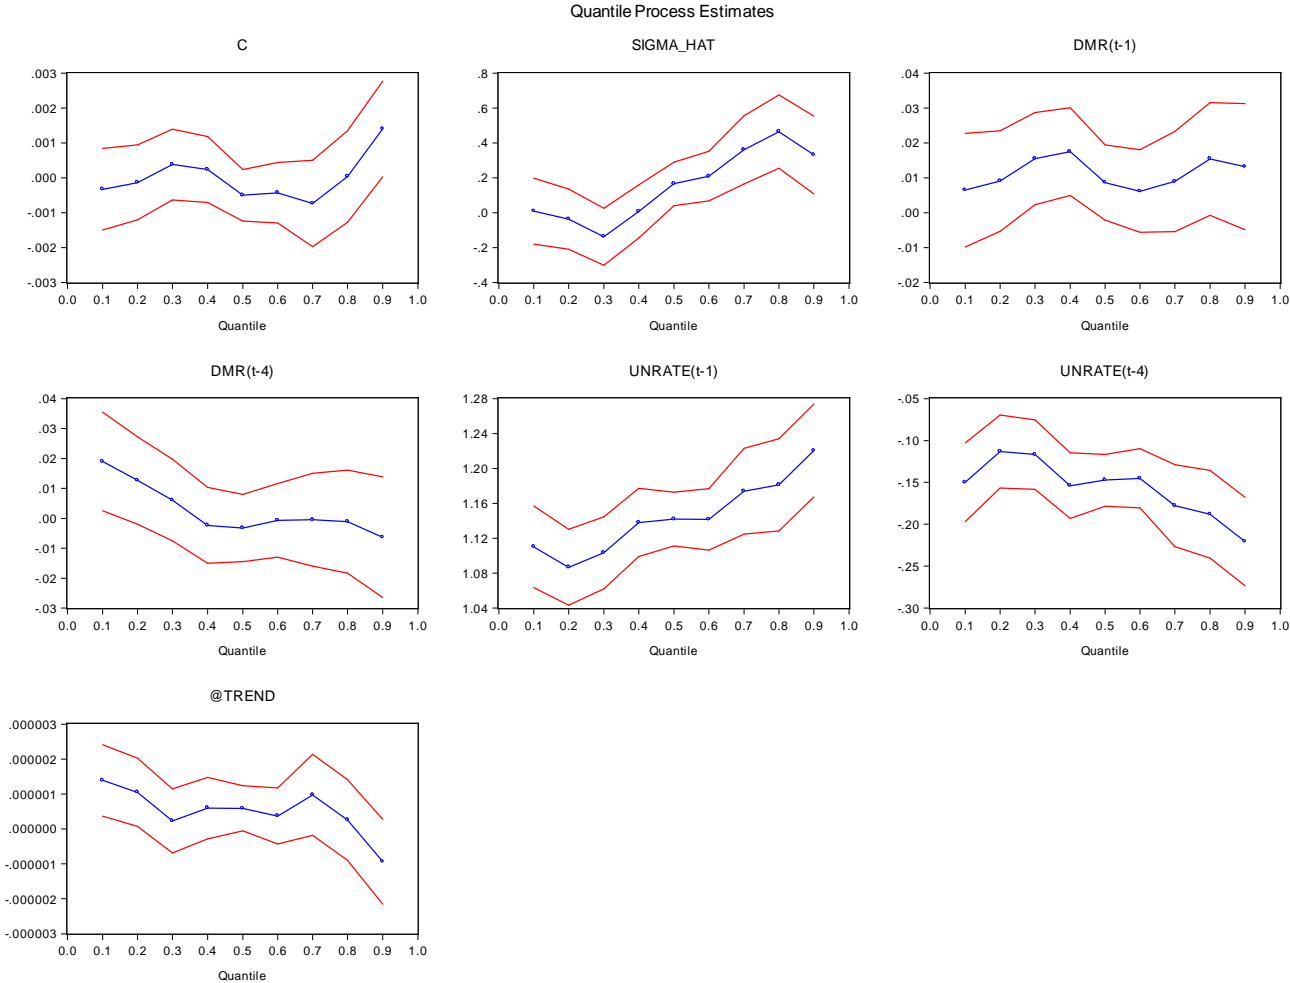 Quantile Process Estimates
C
.003
.002
.001
.000
-.001
-.002
-.003
0.0 0.1 0.2 0.3 0.4 0.5 0.6 0.7 0.8 0.9 1.0
Quantile
SIGMA_HAT
.8
.6
.4
.2
.0
-.2
-.4
0.0 0.1 0.2 0.3 0.4 0.5 0.6 0.7 0.8 0.9 1.0
Quantile
DMR(t-1)
.04
.03
.02
.01
.00
-.01
-.02
0.0 0.1 0.2 0.3 0.4 0.5 0.6 0.7 0.8 0.9 1.0
Quantile
DMR(t-4)
.04
.03
.02
.01
.00
-.01
-.02
-.03
0.0 0.1 0.2 0.3 0.4 0.5 0.6 0.7 0.8 0.9 1.0
Quantile
UNRATE(t-1)
1.28
1.24
1.20
1.16
1.12
1.08
1.04
0.0 0.1 0.2 0.3 0.4 0.5 0.6 0.7 0.8 0.9 1.0
Quantile
UNRATE(t-4)
-.05
-.10
-.15
-.20
-.25
-.30
0.0 0.1 0.2 0.3 0.4 0.5 0.6 0.7 0.8 0.9 1.0
Quantile
@TREND
.000003
.000002
.000001
.000000
-.000001
-.000002
-.000003
0.0 0.1 0.2 0.3 0.4 0.5 0.6 0.7 0.8 0.9 1.0
Quantile